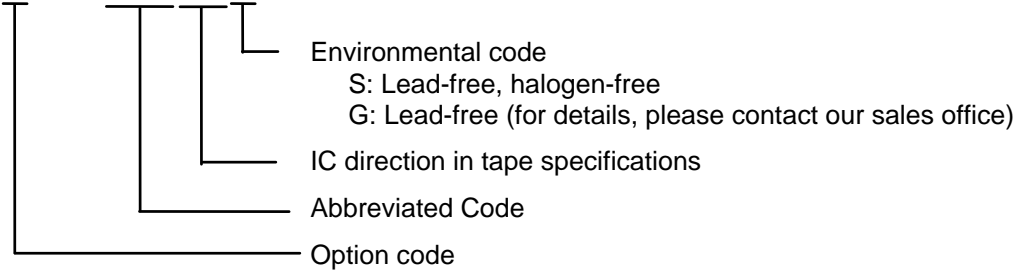 Environmental code
S: Lead-free, halogen-free
G: Lead-free (for details, please contact our sales office)
IC direction in tape specifications
Abbreviated Code
Option code